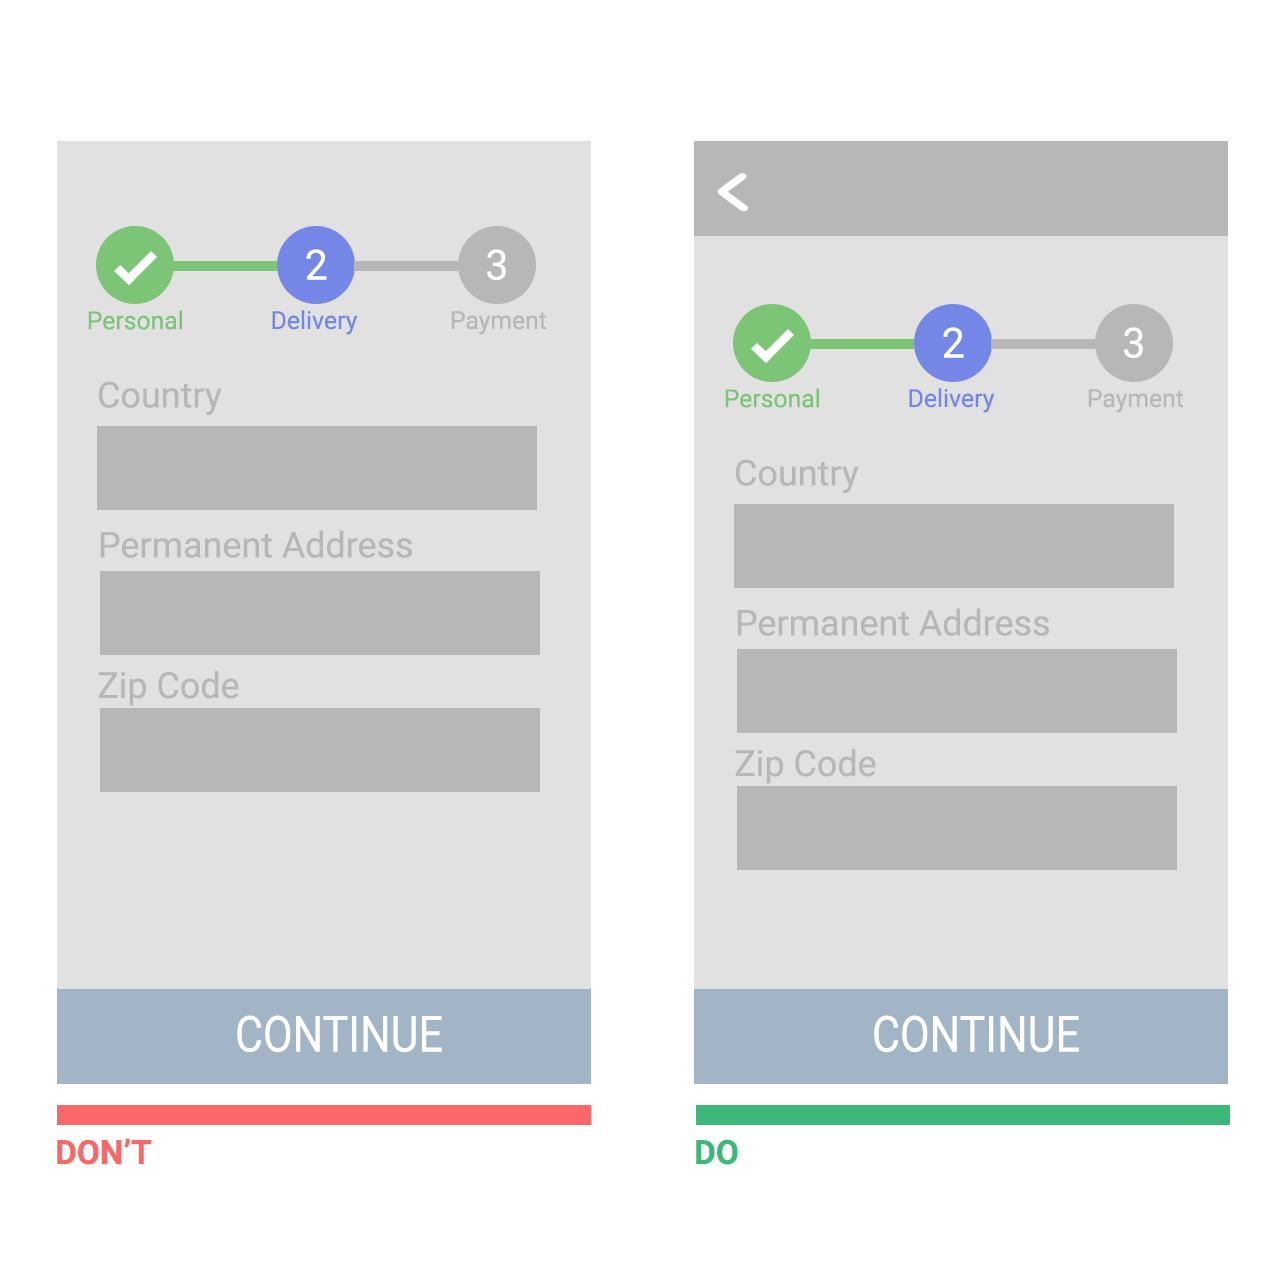 2
3
Personal
Delivery
Payment
Country
Permanent Address
Zip Code
CONTINUE
DON’T
2
3
Personal
Delivery
Payment
Country
Permanent Address
Zip Code
CONTINUE
DO